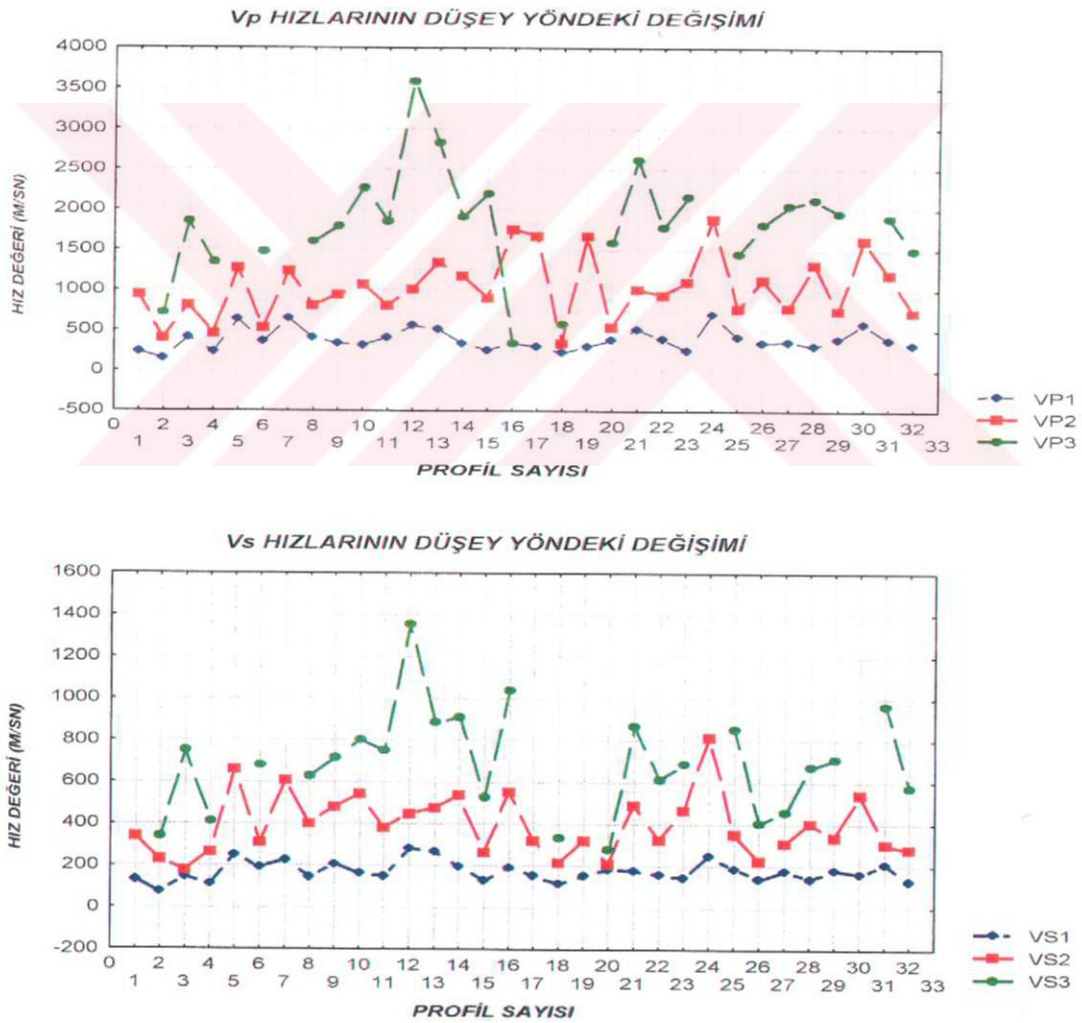 Vp HIZLARININ DÜŞEY YÖNDEKİ DEĞIŞİMİ
4000
3500
3000
2500
2000
1500
1000
500
0
-500
HIZ DEĞERİ (M/SN)
0 2 4 6 8 10 12 14 16 18 20 22 24 26 28 30 32
1 3 5 7 9 11 13 15 17 19 21 23 25 27 29 31 33
PROFİL SAYISI
VP1
VP2
VP3
Vs HIZLARININ DÜŞEY YÖNDEKİ DEĞİŞİMİ
1600
1400
1200
1000
800
600
400
200
0
-200
HIZ DEĞERİ (M/SN)
0 2 4 6 8 10 12 14 16 18 20 22 24 26 28 30 32
1 3 5 7 9 11 13 15 17 19 21 23 25 27 29 31 33
PROFİL SAYISI
VS1
VS2
VS3